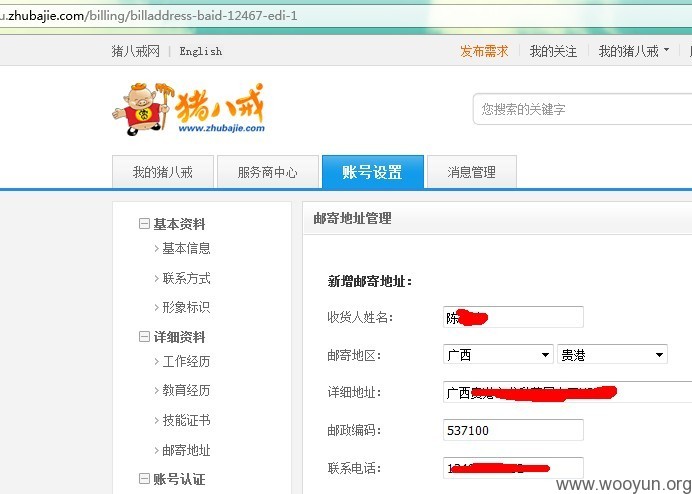 u.zhubajie.com/billing/billaddress-baid-12467-edi-1
猪八戒网 | English
发布需求 | 我的关注 | 我的猪八戒
猪八戒
www.zhubajie.com
您搜索的关键字
我的猪八戒 服务商中心 账号设置 消息管理
基本资料
基本信息
联系方式
形象标识
详细资料
工作经历
教育经历
技能证书
邮寄地址
账号认证
邮寄地址管理
新增邮寄地址:
收货人姓名: 陈
邮寄地区: 广西 贵港
详细地址: 广西
邮政编码: 537100
联系电话:
www.wooyun.org